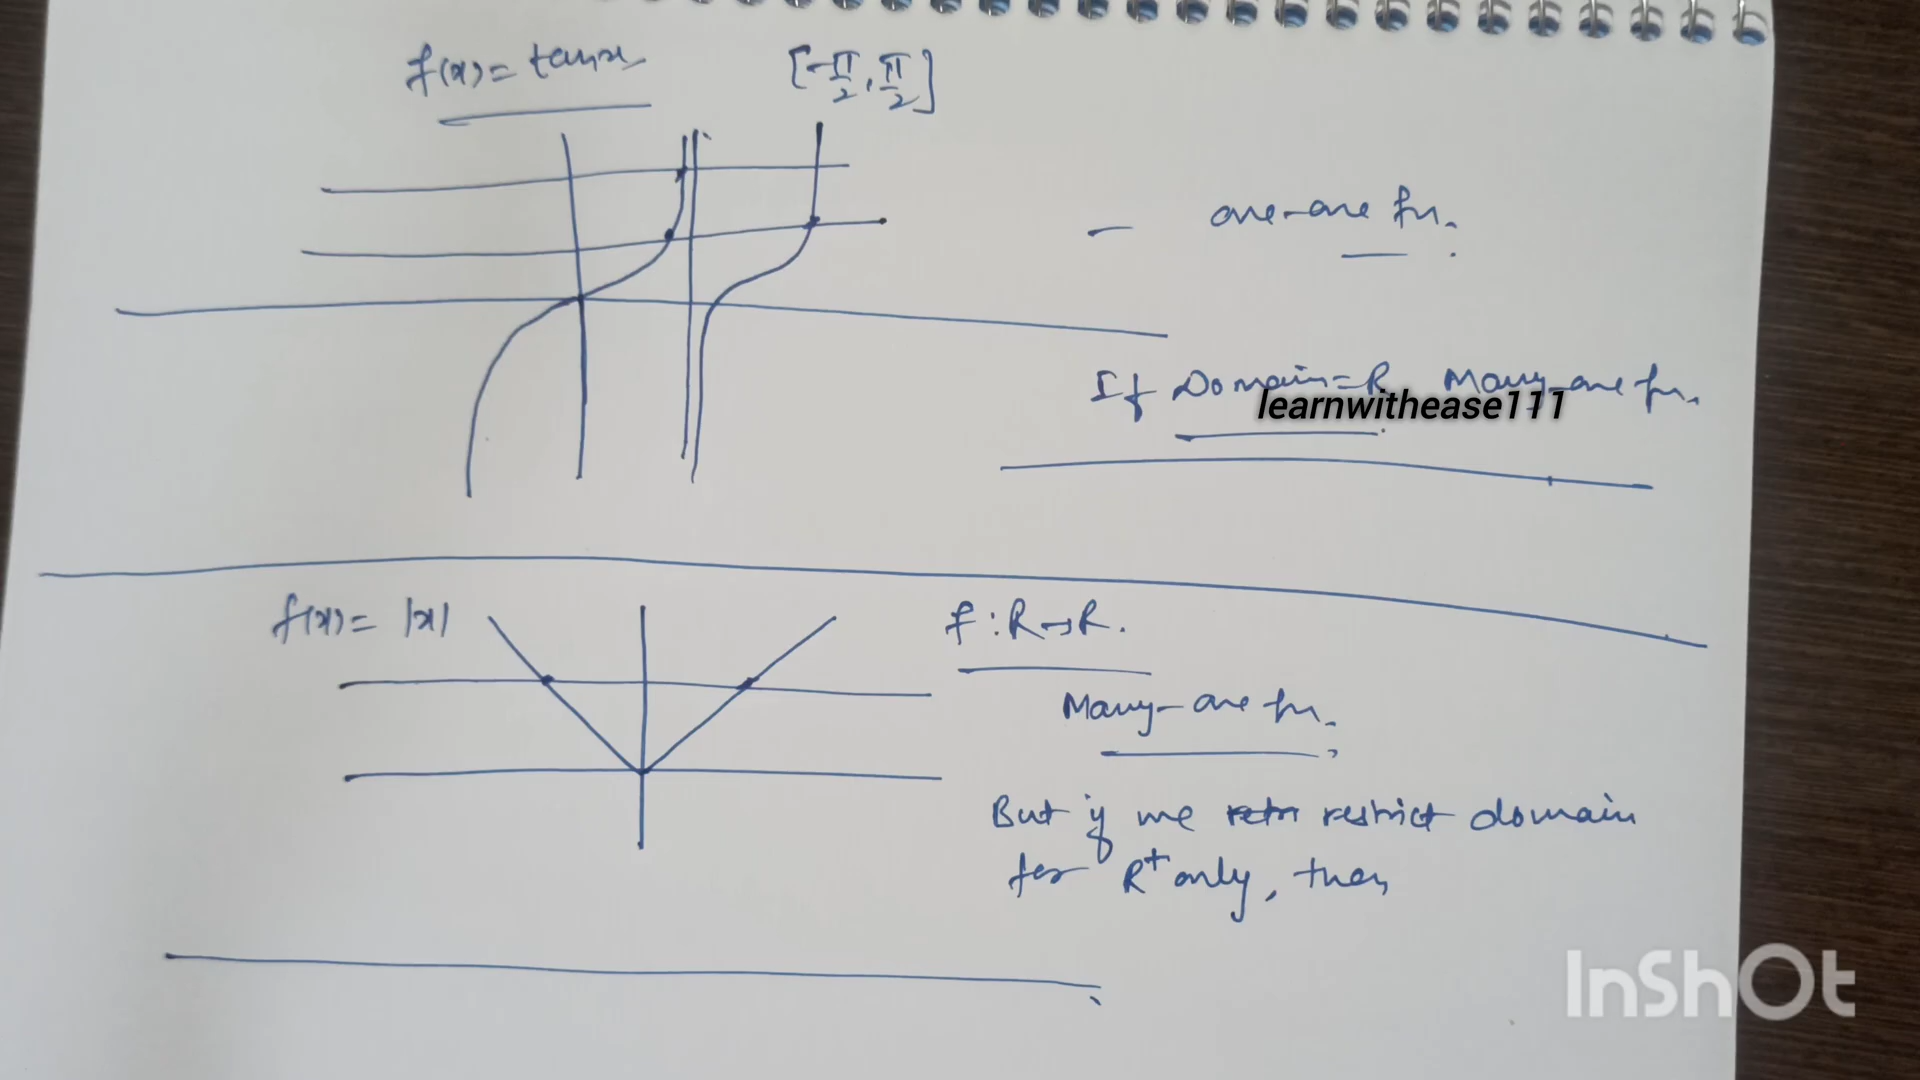 f(x) = tanx [-π/2, π/2]
- one-one fn.
If Domain = R Many-one fn.
learnwithease111
f(x) = |x| f : R→R.
Many-one fn.
But if we restrict domain
for R⁺ only, then
InShOt